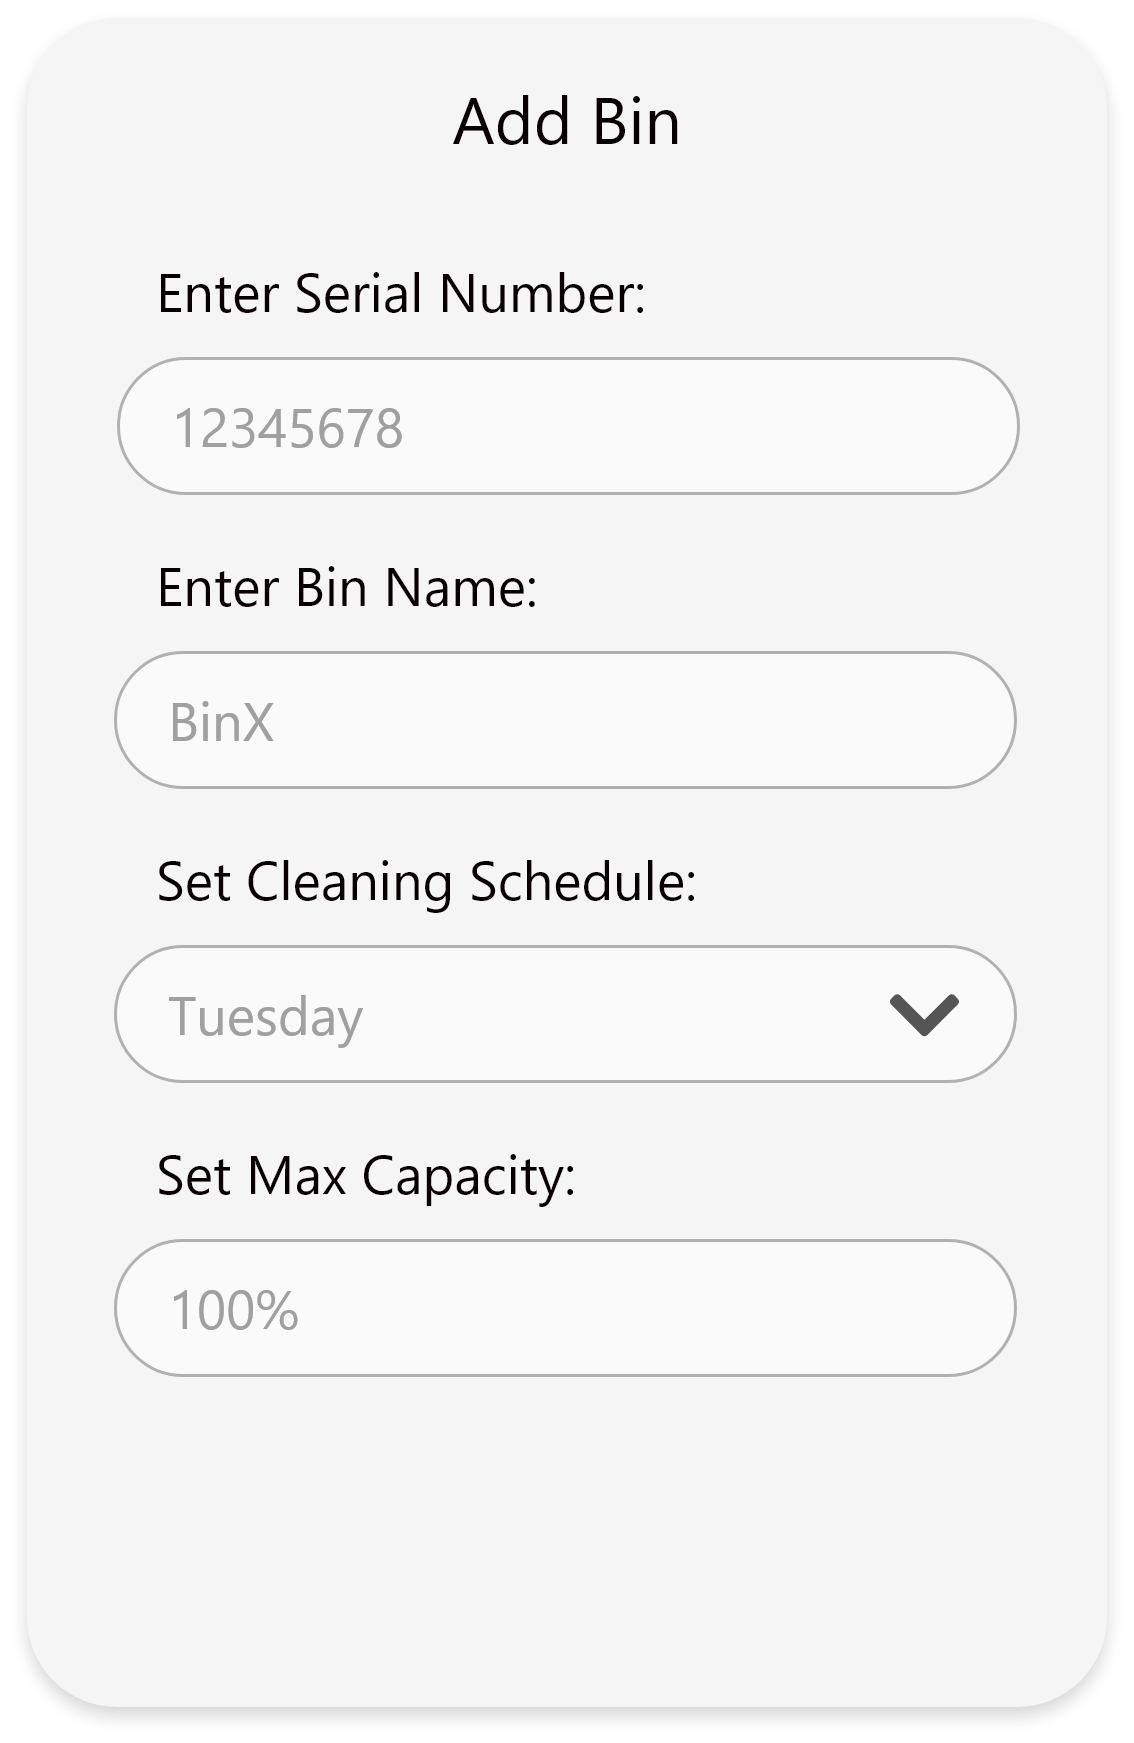 Add Bin
Enter Serial Number:
12345678
Enter Bin Name:
BinX
Set Cleaning Schedule:
Tuesday
Set Max Capacity:
100%